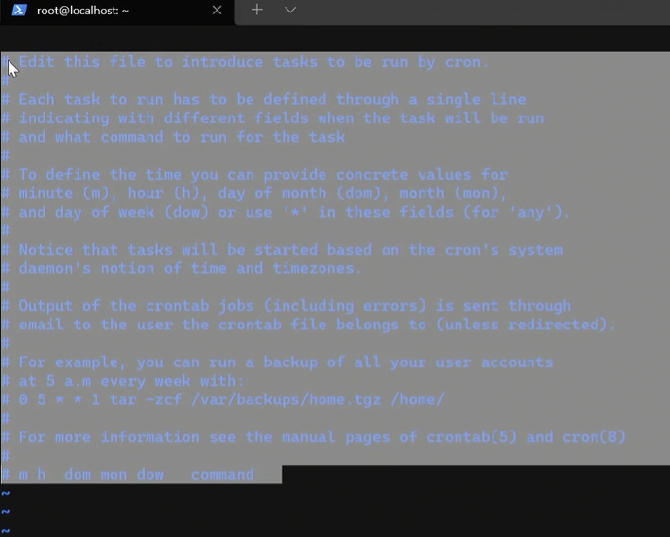 root@localhost: ~
# Edit this file to introduce tasks to be run by cron.
#
# Each task to run has to be defined through a single line
# indicating with different fields when the task will be run
# and what command to run for the task
#
# To define the time you can provide concrete values for
# minute (m), hour (h), day of month (dom), month (mon),
# and day of week (dow) or use '*' in these fields (for 'any').
#
# Notice that tasks will be started based on the cron's system
# daemon's notion of time and timezones.
#
# Output of the crontab jobs (including errors) is sent through
# email to the user the crontab file belongs to (unless redirected).
#
# For example, you can run a backup of all your user accounts
# at 5 a.m every week with:
# 0 5 * * 1 tar -zcf /var/backups/home.tgz /home/
#
# For more information see the manual pages of crontab(5) and cron(8)
#
# m h  dom mon dow   command
~
~
~